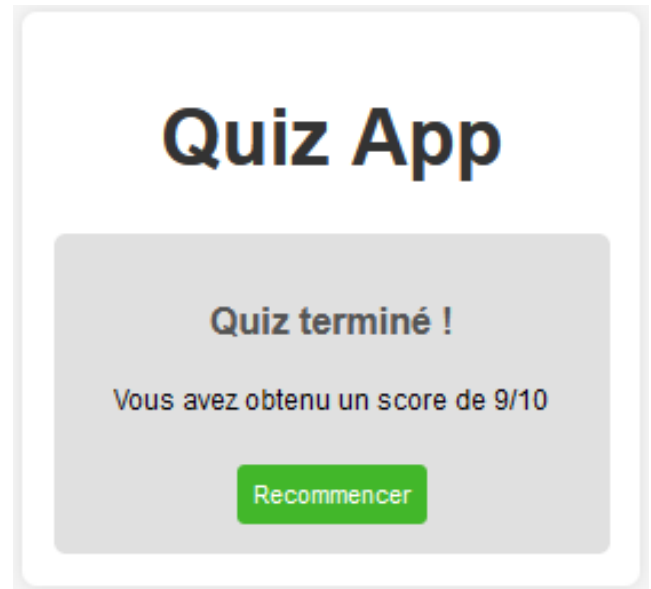 Quiz App
Quiz terminé !
Vous avez obtenu un score de 9/10
Recommencer